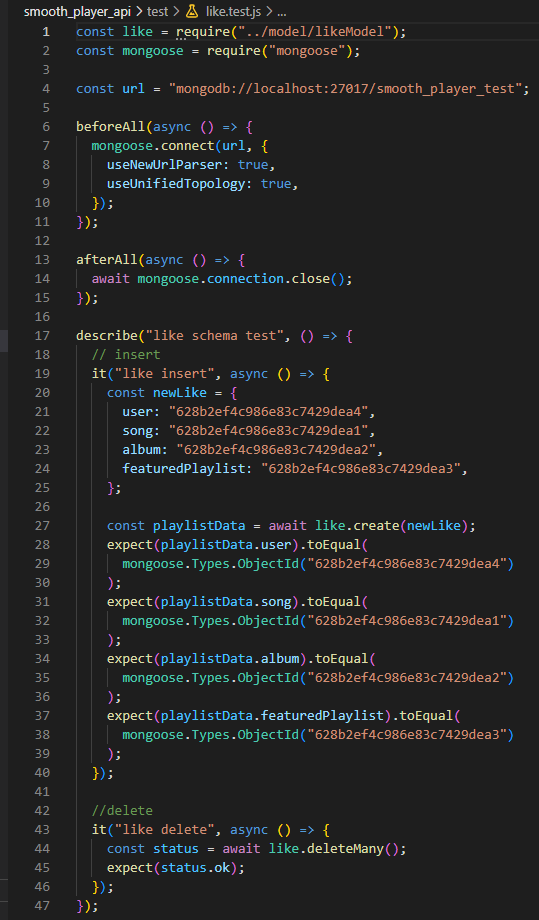 smooth_player_api > test > like.test.js > ...
1 const like = require("../model/likeModel");
2 const mongoose = require("mongoose");
3
4 const url = "mongodb://localhost:27017/smooth_player_test";
5
6 beforeAll(async () => {
7   mongoose.connect(url, {
8     useNewUrlParser: true,
9     useUnifiedTopology: true,
10   });
11 });
12
13 afterAll(async () => {
14   await mongoose.connection.close();
15 });
16
17 describe("like schema test", () => {
18   // insert
19   it("like insert", async () => {
20     const newLike = {
21       user: "628b2ef4c986e83c7429dea4",
22       song: "628b2ef4c986e83c7429dea1",
23       album: "628b2ef4c986e83c7429dea2",
24       featuredPlaylist: "628b2ef4c986e83c7429dea3",
25     };
26
27     const playlistData = await like.create(newLike);
28     expect(playlistData.user).toEqual(
29       mongoose.Types.ObjectId("628b2ef4c986e83c7429dea4")
30     );
31     expect(playlistData.song).toEqual(
32       mongoose.Types.ObjectId("628b2ef4c986e83c7429dea1")
33     );
34     expect(playlistData.album).toEqual(
35       mongoose.Types.ObjectId("628b2ef4c986e83c7429dea2")
36     );
37     expect(playlistData.featuredPlaylist).toEqual(
38       mongoose.Types.ObjectId("628b2ef4c986e83c7429dea3")
39     );
40   });
41
42   //delete
43   it("like delete", async () => {
44     const status = await like.deleteMany();
45     expect(status.ok);
46   });
47 });